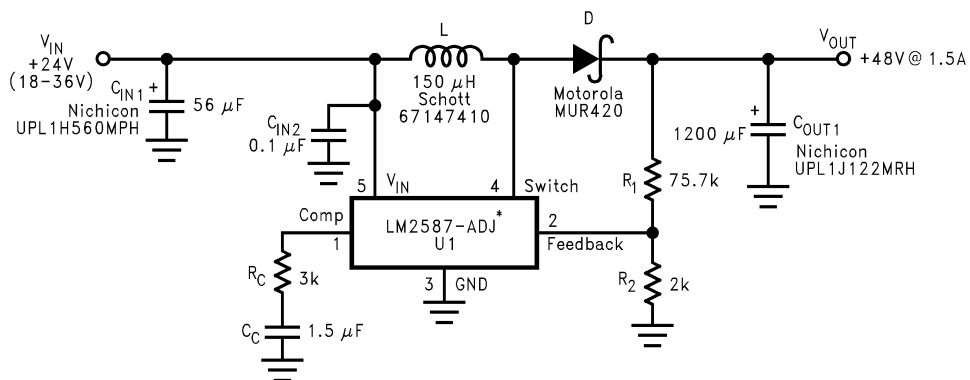 V_IN
+24V
(18-36V)
C_IN1 +
Nichicon
UPL1H560MPH
56 μF
L
150 μH
Schott
67147410
C_IN2
0.1 μF
D
Motorola
MUR420
V_OUT
+48V @ 1.5A
+
1200 μF
C_OUT1
Nichicon
UPL1J122MRH
R_1
75.7k
5
V_IN
4
Switch
Comp
1
LM2587-ADJ*
U1
2
Feedback
3
GND
R_C
3k
C_C
1.5 μF
R_2
2k